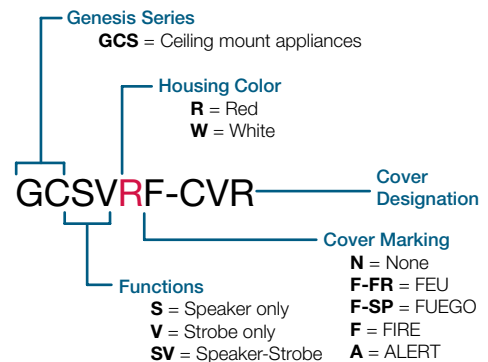 Genesis Series
GCS = Ceiling mount appliances
Housing Color
R = Red
W = White
GCSVRF-CVR
Cover
Designation
Cover Marking
N = None
F-FR = FEU
F-SP = FUEGO
F = FIRE
A = ALERT
Functions
S = Speaker only
V = Strobe only
SV = Speaker-Strobe